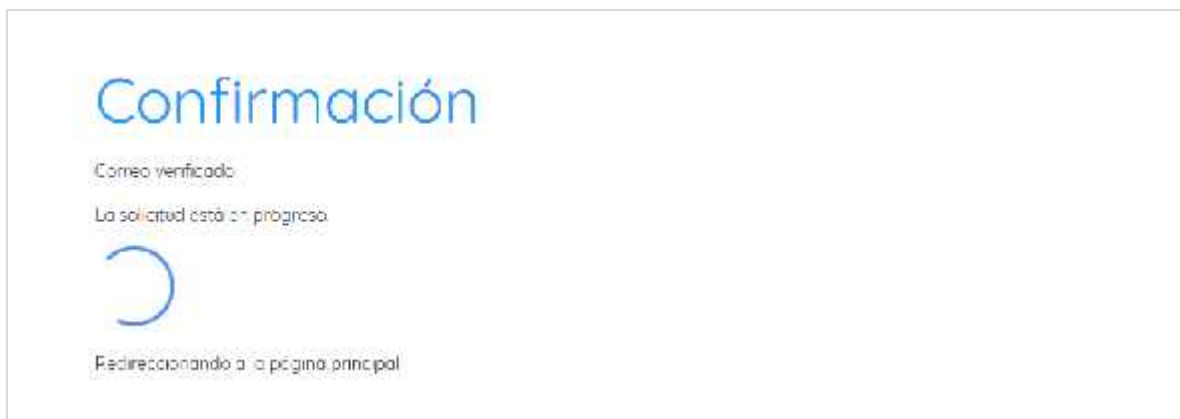 Confirmación
Correo verificado
La solicitud está en progreso.
Redireccionando a la página principal